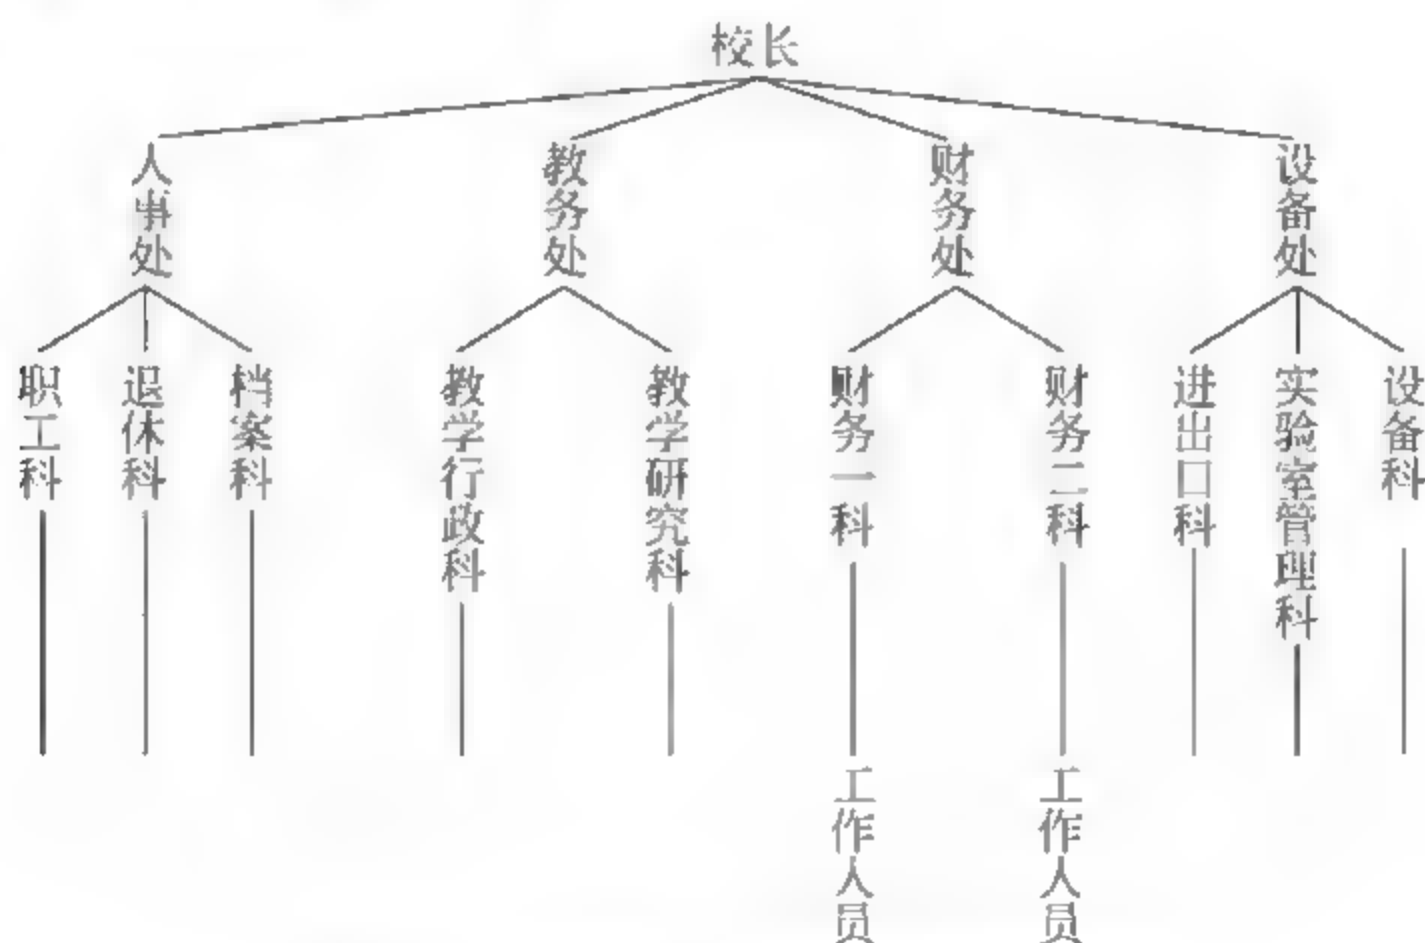 校长
人事处
教务处
财务处
设备处
职工科
退休科
档案科
教学行政科
教学研究科
财务一科
财务二科
进出口科
实验室管理科
设备科
工作人员
工作人员